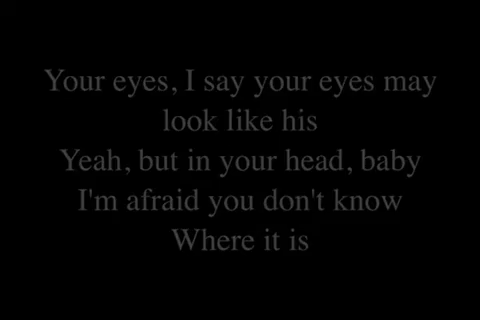 Your eyes, I say your eyes may
look like his
Yeah, but in your head, baby
I'm afraid you don't know
Where it is